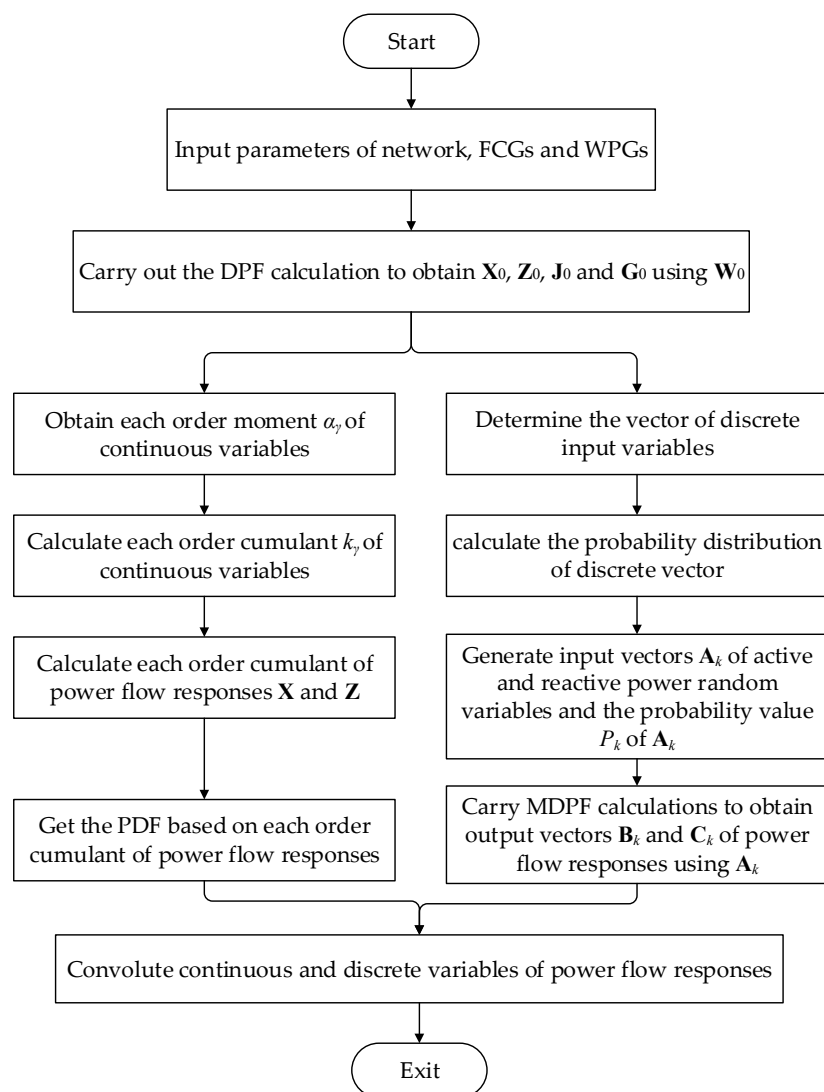 Start
Input parameters of network, FCGs and WPGs
Carry out the DPF calculation to obtain X0, Z0, J0 and G0 using W0
Obtain each order moment αγ of
continuous variables
Calculate each order cumulant kγ of
continuous variables
Calculate each order cumulant of
power flow responses X and Z
Get the PDF based on each order
cumulant of power flow responses
Determine the vector of discrete
input variables
calculate the probability distribution
of discrete vector
Generate input vectors Ak of active
and reactive power random
variables and the probability value
Pk of Ak
Carry MDPF calculations to obtain
output vectors Bk and Ck of power
flow responses using Ak
Convolute continuous and discrete variables of power flow responses
Exit